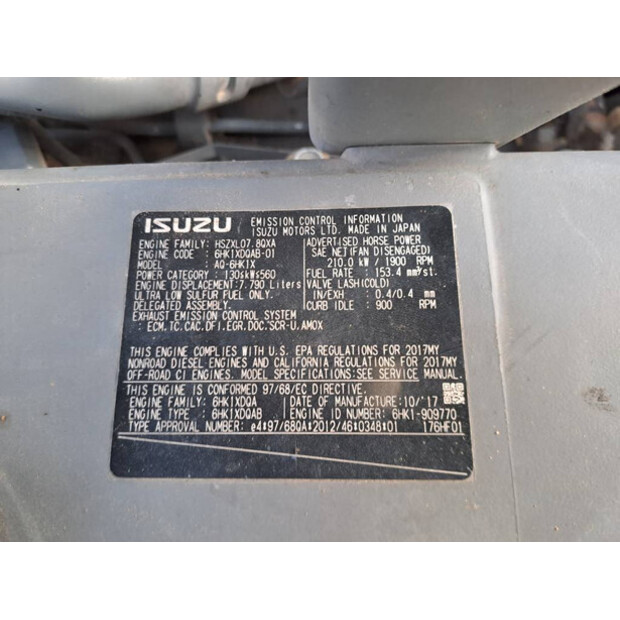 ISUZU EMISSION CONTROL INFORMATION
ISUZU MOTORS LTD. MADE IN JAPAN
ENGINE FAMILY: HSZXL07.8QXA
ENGINE CODE : 6HK1XDQAB-01
MODEL : AQ-6HK1X
POWER CATEGORY : 130≤kW≤560
ENGINE DISPLACEMENT: 7.790 Liters
ULTRA LOW SULFUR FUEL ONLY.
DELEGATED ASSEMBLY.
EXHAUST EMISSION CONTROL SYSTEM
: ECM.TC.CAC.DFI.EGR.DOC.SCR-U.AMOX
ADVERTISED HORSE POWER
SAE NET(FAN DISENGAGED)
210.0 kW / 1900 RPM
FUEL RATE : 153.4 mm³/st.
VALVE LASH(COLD)
IN/EXH : 0.4/0.4 mm
CURB IDLE : 900 RPM
THIS ENGINE COMPLIES WITH U.S. EPA REGULATIONS FOR 2017MY
NONROAD DIESEL ENGINES AND CALIFORNIA REGULATIONS FOR 2017MY
OFF-ROAD CI ENGINES. MODEL SPECIFICATIONS:SEE SERVICE MANUAL.
THIS ENGINE IS CONFORMED 97/68/EC DIRECTIVE.
ENGINE FAMILY : 6HK1XDQA DATE OF MANUFACTURE: 10/'17
ENGINE TYPE : 6HK1XDQAB ENGINE ID NUMBER: 6HK1-909770
TYPE APPROVAL NUMBER: e4*97/68QA*2012/46*0348*01 176HF01